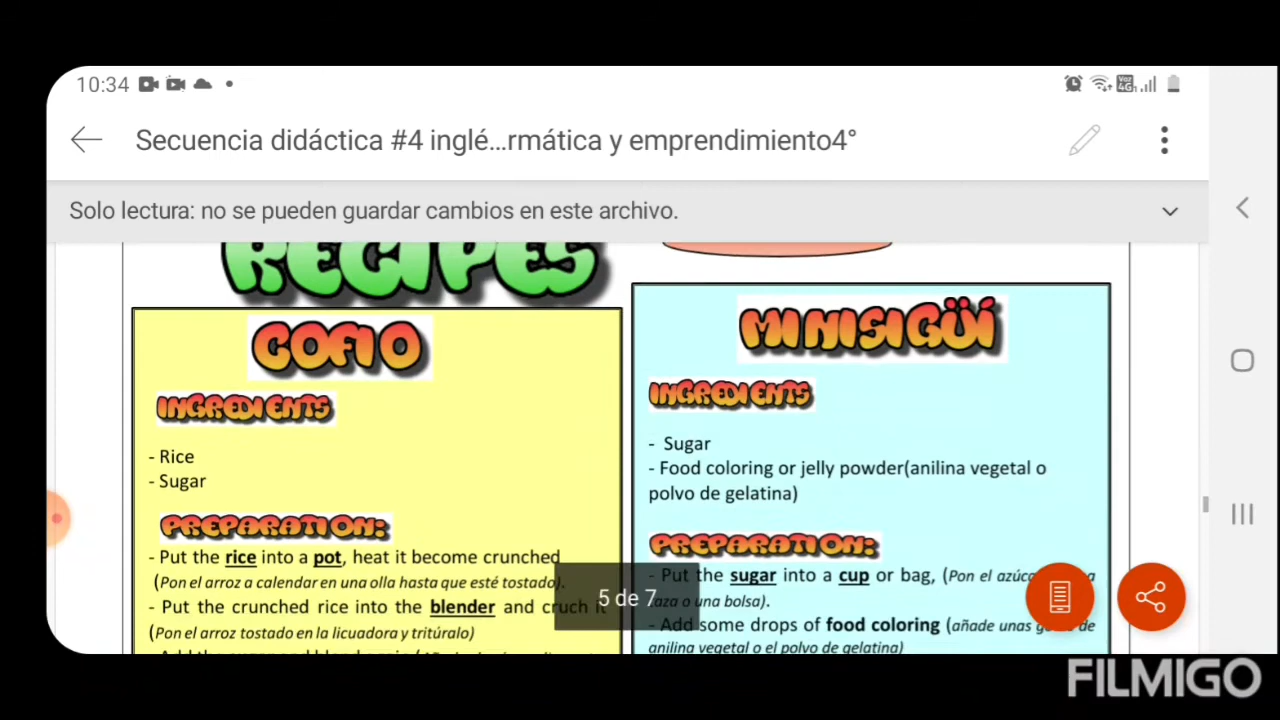 10:34
Voz 4G
Secuencia didáctica #4 inglé...rmática y emprendimiento4°
Solo lectura: no se pueden guardar cambios en este archivo.
RECIPES
COFIO
INGREDIENTS
- Rice
- Sugar
PREPARATION:
- Put the rice into a pot, heat it become crunched
(Pon el arroz a calendar en una olla hasta que esté tostado).
- Put the crunched rice into the blender and cruch it
(Pon el arroz tostado en la licuadora y tritúralo)
MINISIGÜÍ
INGREDIENTS
- Sugar
- Food coloring or jelly powder(anilina vegetal o
polvo de gelatina)
PREPARATION:
- Put the sugar into a cup or bag, (Pon el
o una bolsa).
- Add some drops of food coloring (añade unas de
anilina vegetal o el polvo de gelatina)
5 de 7
FILMIGO